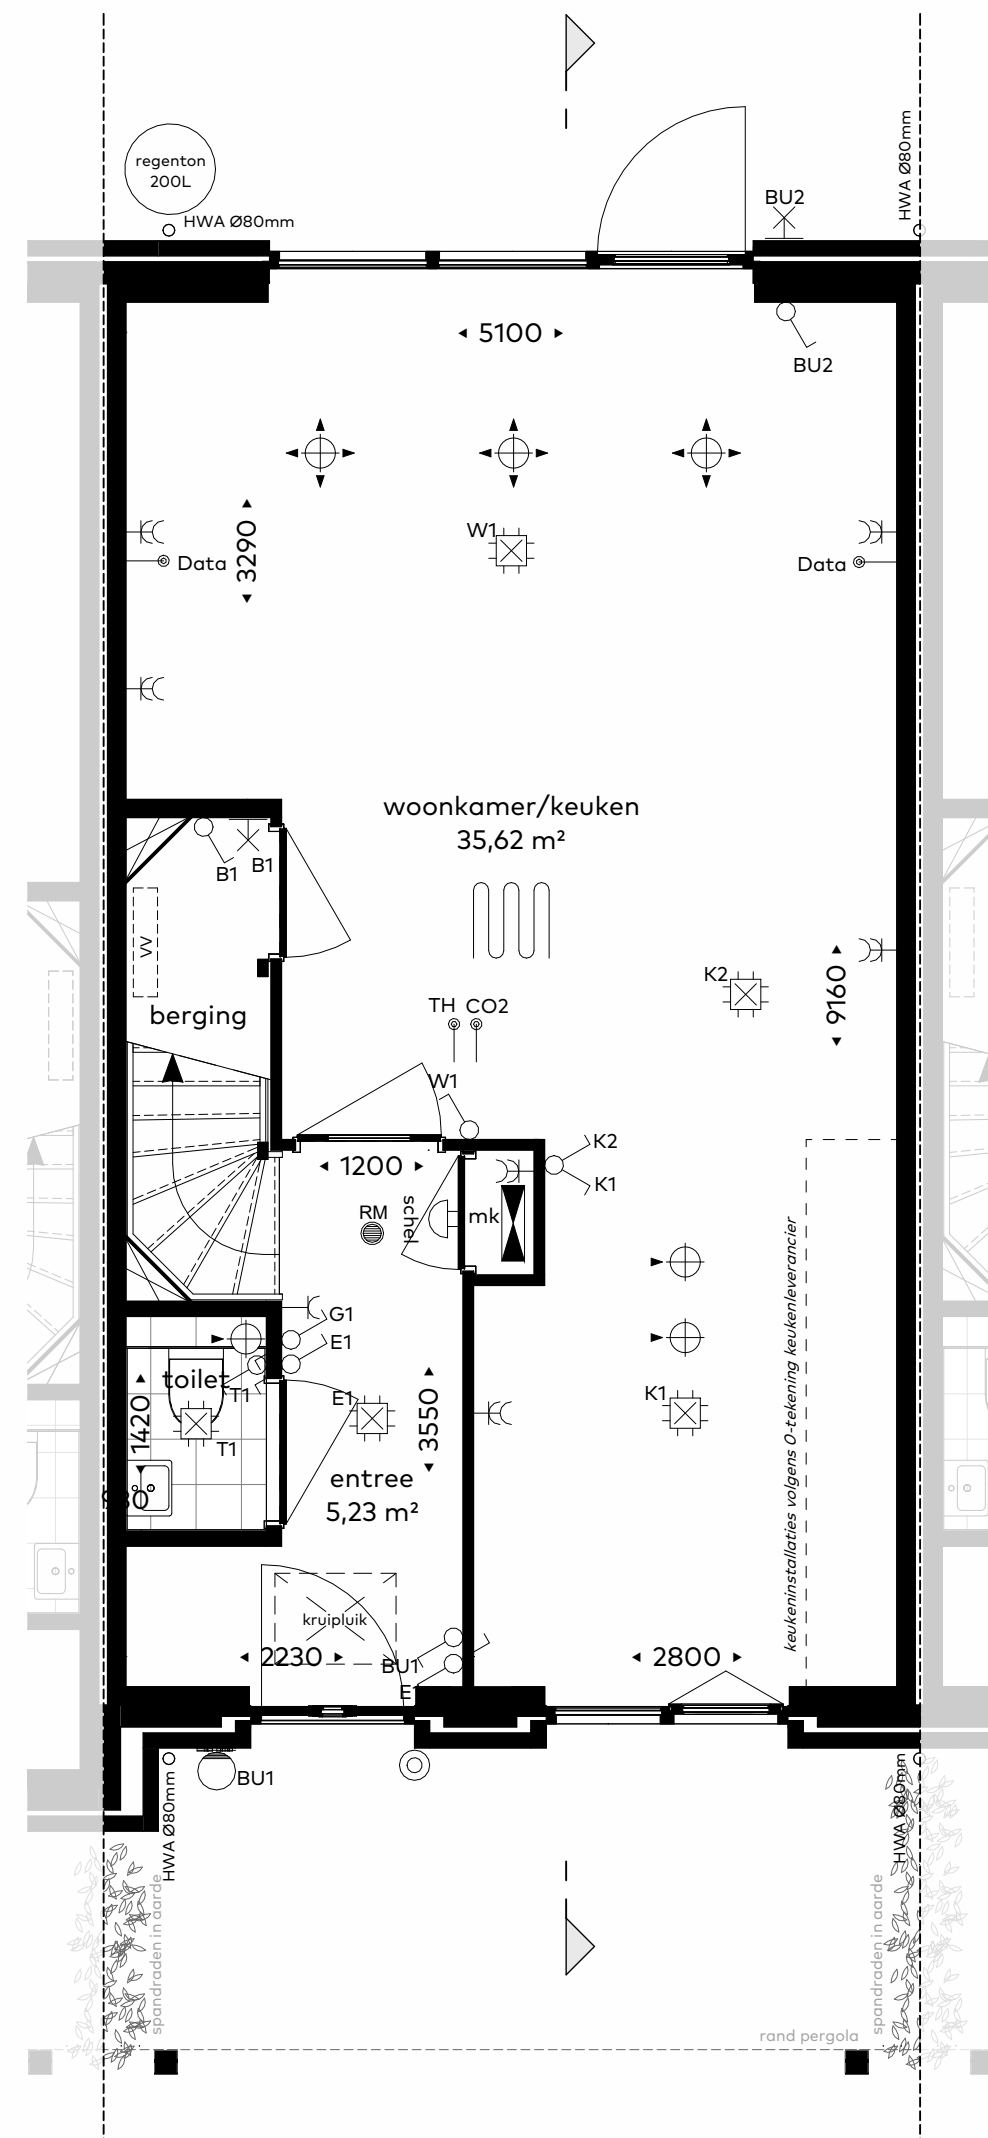 regenton
200L
HWA Ø80mm
HWA Ø80mm
BU2
5100
BU2
W1
3290
Data
Data
woonkamer/keuken
35,62 m²
B1
B1
VV
berging
K2
9160
TH
CO2
W1
K2
K1
1200
RM
schel
mk
G1
E1
toilet
T1
E1
K1
1420
T1
3550
entree
5,23 m²
keukeninstallaties volgens 0-tekening keukenleverancier
kruipluik
2230
BU1
E1
2800
BU1
HWA Ø80mm
HWA Ø80mm
spandraden in aarde
spandraden in aarde
rand pergola